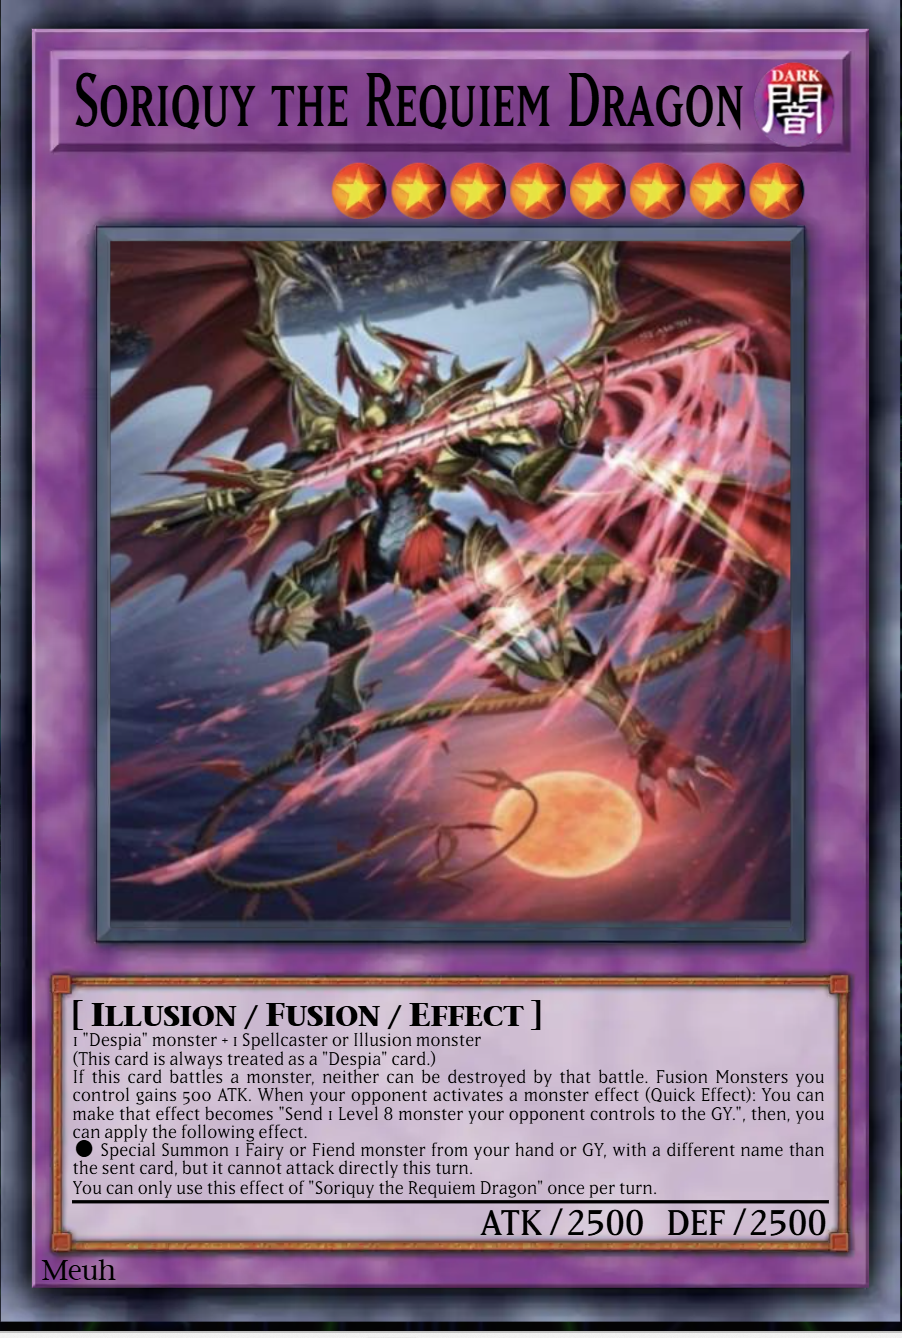 Soriquy the Requiem Dragon
DARK
闇
[ Illusion / Fusion / Effect ]
1 "Despia" monster + 1 Spellcaster or Illusion monster
(This card is always treated as a "Despia" card.)
If this card battles a monster, neither can be destroyed by that battle. Fusion Monsters you
control gains 500 ATK. When your opponent activates a monster effect (Quick Effect): You can
make that effect becomes "Send 1 Level 8 monster your opponent controls to the GY.", then, you
can apply the following effect.
● Special Summon 1 Fairy or Fiend monster from your hand or GY, with a different name than
the sent card, but it cannot attack directly this turn.
You can only use this effect of "Soriquy the Requiem Dragon" once per turn.
ATK / 2500 DEF / 2500
Meuh